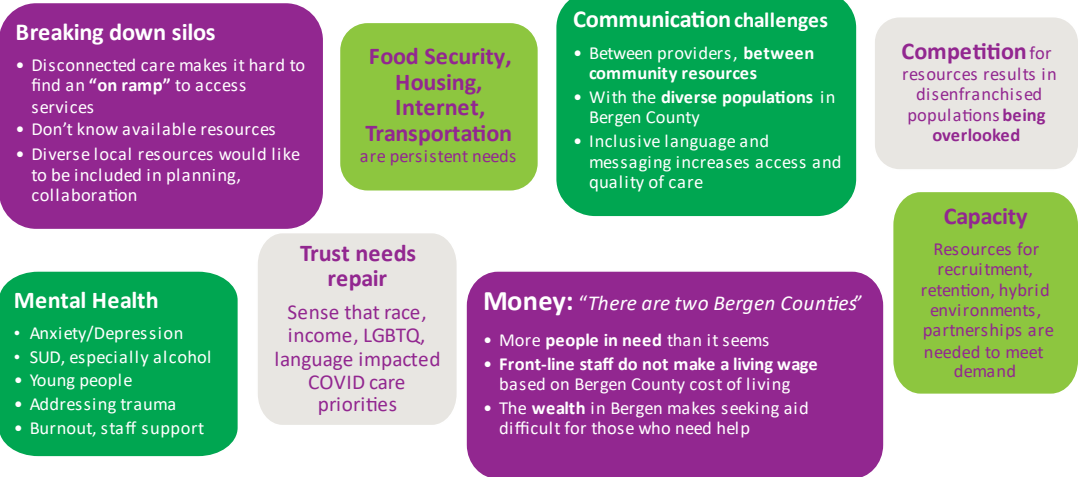 Breaking down silos
• Disconnected care makes it hard to
find an “on ramp” to access
services
• Don’t know available resources
• Diverse local resources would like
to be included in planning,
collaboration
Food Security,
Housing,
Internet,
Transportation
are persistent needs
Communication challenges
• Between providers, between
community resources
• With the diverse populations in
Bergen County
• Inclusive language and
messaging increases access and
quality of care
Competition for
resources results in
disenfranchised
populations being
overlooked
Mental Health
• Anxiety/Depression
• SUD, especially alcohol
• Young people
• Addressing trauma
• Burnout, staff support
Trust needs
repair
Sense that race,
income, LGBTQ,
language impacted
COVID care
priorities
Money: “There are two Bergen Counties”
• More people in need than it seems
• Front-line staff do not make a living wage
based on Bergen County cost of living
• The wealth in Bergen makes seeking aid
difficult for those who need help
Capacity
Resources for
recruitment,
retention, hybrid
environments,
partnerships are
needed to meet
demand